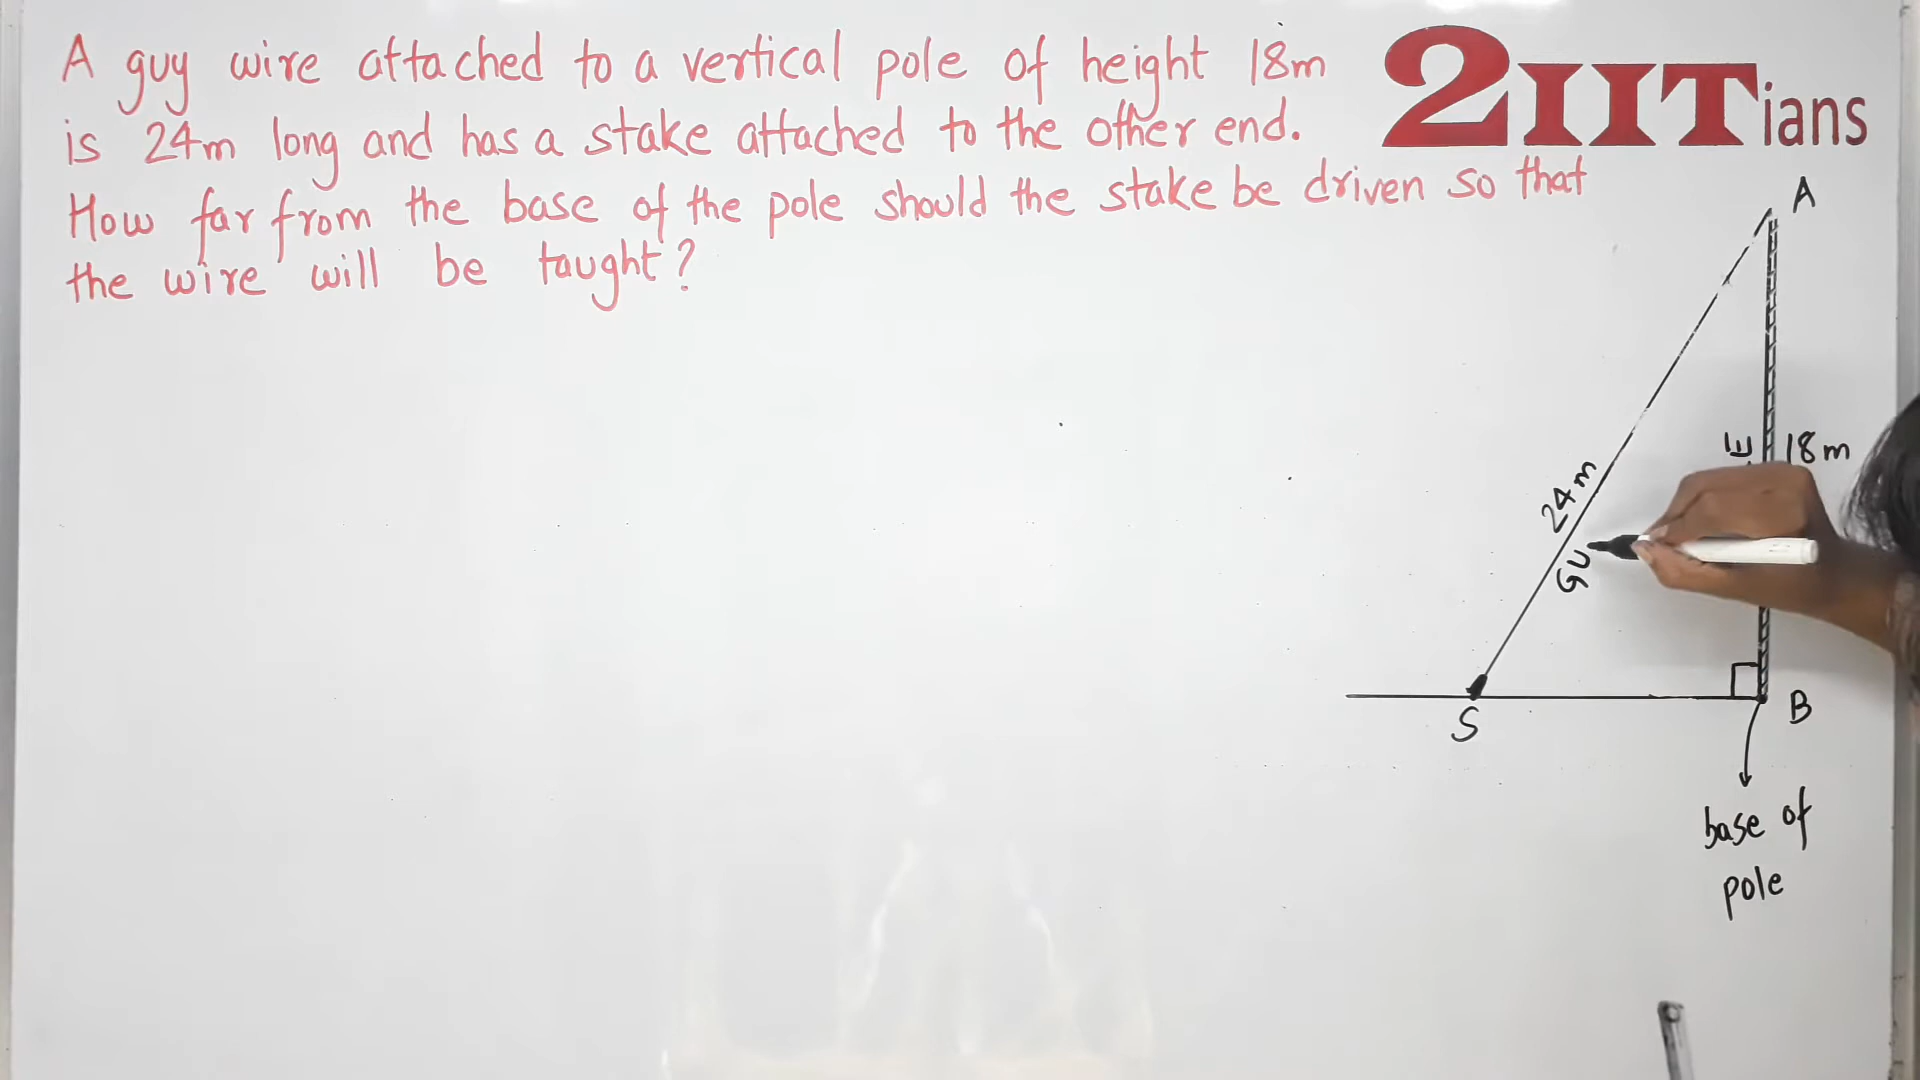 A guy wire attached to a vertical pole of height 18m
is 24m long and has a stake attached to the other end.
How far from the base of the pole should the stake be driven so that
the wire will be taught?
2IITians
A
18m
24m
GU
S
B
base of
pole